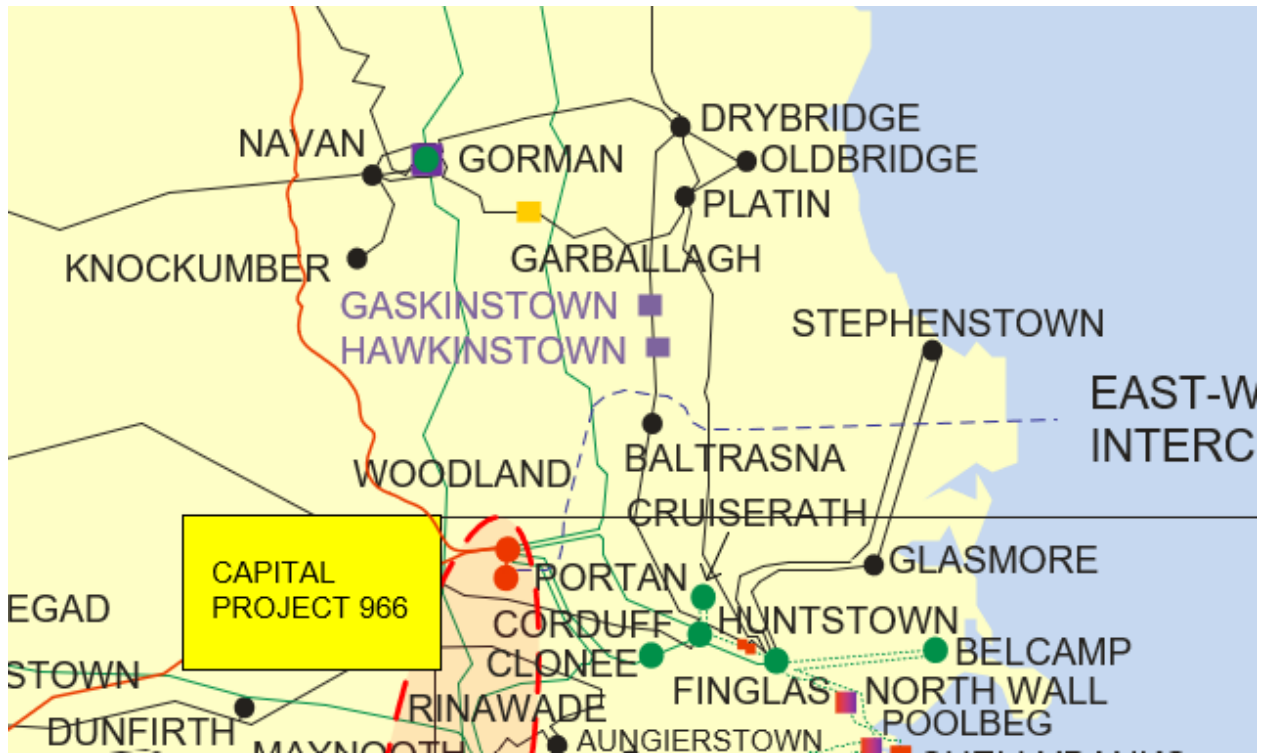 DRYBRIDGE
NAVAN
GORMAN
OLDBRIDGE
PLATIN
KNOCKUMBER
GARBALLAGH
GASKINSTOWN
STEPHENSTOWN
HAWKINSTOWN
EAST-W
INTERC
WOODLAND
BALTRASNA
CRUISERATH
CAPITAL
PROJECT 966
PORTAN
GLASMORE
EGAD
CORDUFF
HUNTSTOWN
CLONEE
BELCAMP
STOWN
FINGLAS
NORTH WALL
RINAWADE
DUNFIRTH
POOLBEG
AUNGIERSTOWN
MAYNOOTH